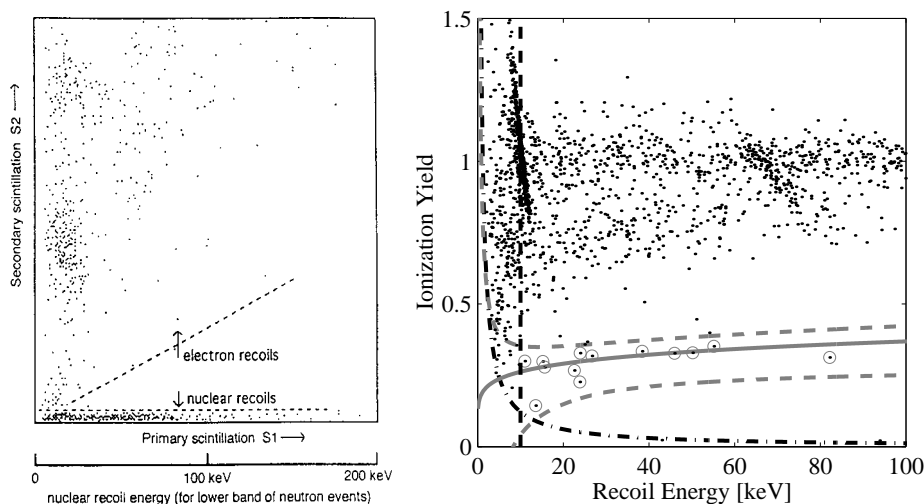 Secondary scintillation S2 →
electron recoils
nuclear recoils
Primary scintillation S1 →
0
100 keV
200 keV
nuclear recoil energy (for lower band of neutron events)
Ionization Yield
1.5
1
0.5
0
0
20
40
60
80
100
Recoil Energy [keV]